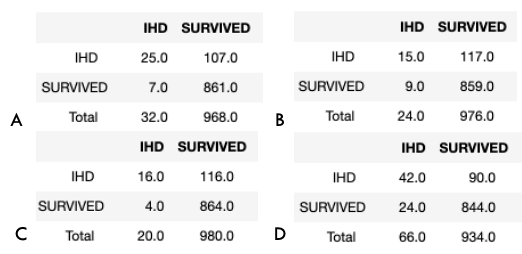 IHD SURVIVED
IHD 25.0 107.0
SURVIVED 7.0 861.0
A Total 32.0 968.0
IHD SURVIVED
IHD 15.0 117.0
SURVIVED 9.0 859.0
B Total 24.0 976.0
IHD SURVIVED
IHD 16.0 116.0
SURVIVED 4.0 864.0
C Total 20.0 980.0
IHD SURVIVED
IHD 42.0 90.0
SURVIVED 24.0 844.0
D Total 66.0 934.0